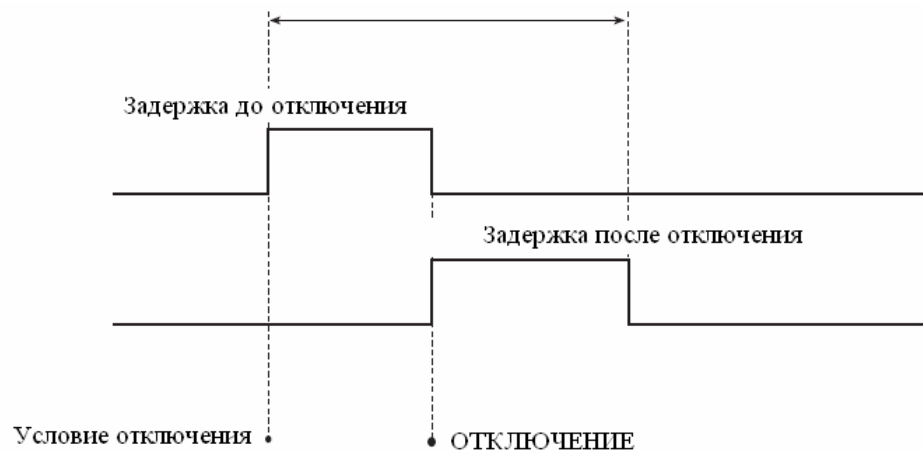 Задержка до отключения
Задержка после отключения
Условие отключения
ОТКЛЮЧЕНИЕ